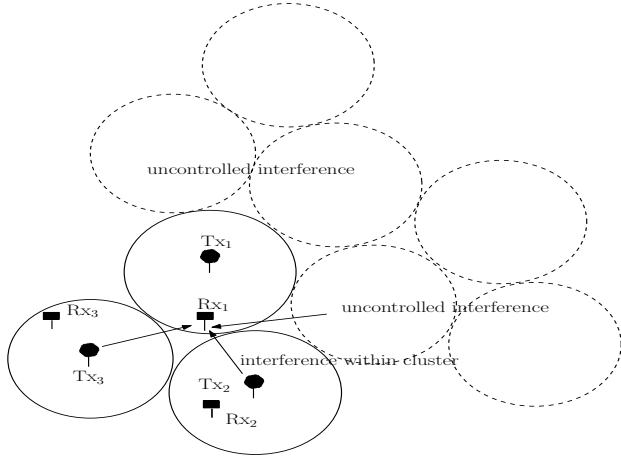 uncontrolled interference
Tx1
Rx1
Rx3
uncontrolled interference
interference within cluster
Tx3
Tx2
Rx2